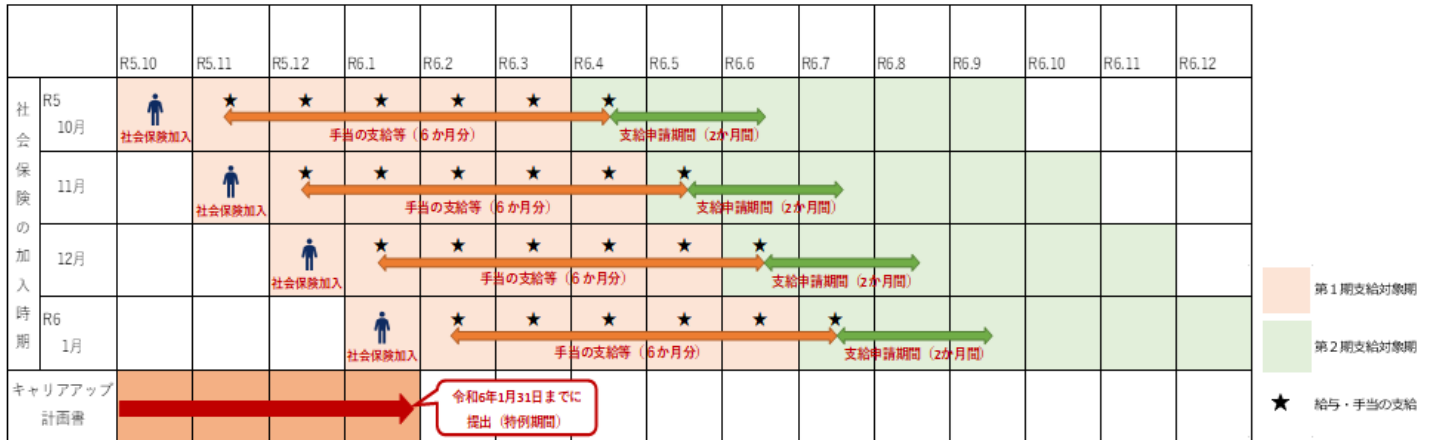 R5.10 R5.11 R5.12 R6.1 R6.2 R6.3 R6.4 R6.5 R6.6 R6.7 R6.8 R6.9 R6.10 R6.11 R6.12
社会保険の加入時期
R5
10月
社会保険加入
手当の支給等（6か月分）
支給申請期間（2か月間）
11月
社会保険加入
手当の支給等（6か月分）
支給申請期間（2か月間）
12月
社会保険加入
手当の支給等（6か月分）
支給申請期間（2か月間）
R6
1月
社会保険加入
手当の支給等（6か月分）
支給申請期間（2か月間）
キャリアアップ
計画書
令和6年1月31日までに
提出（特例期間）
第1期支給対象期
第2期支給対象期
★ 給与・手当の支給